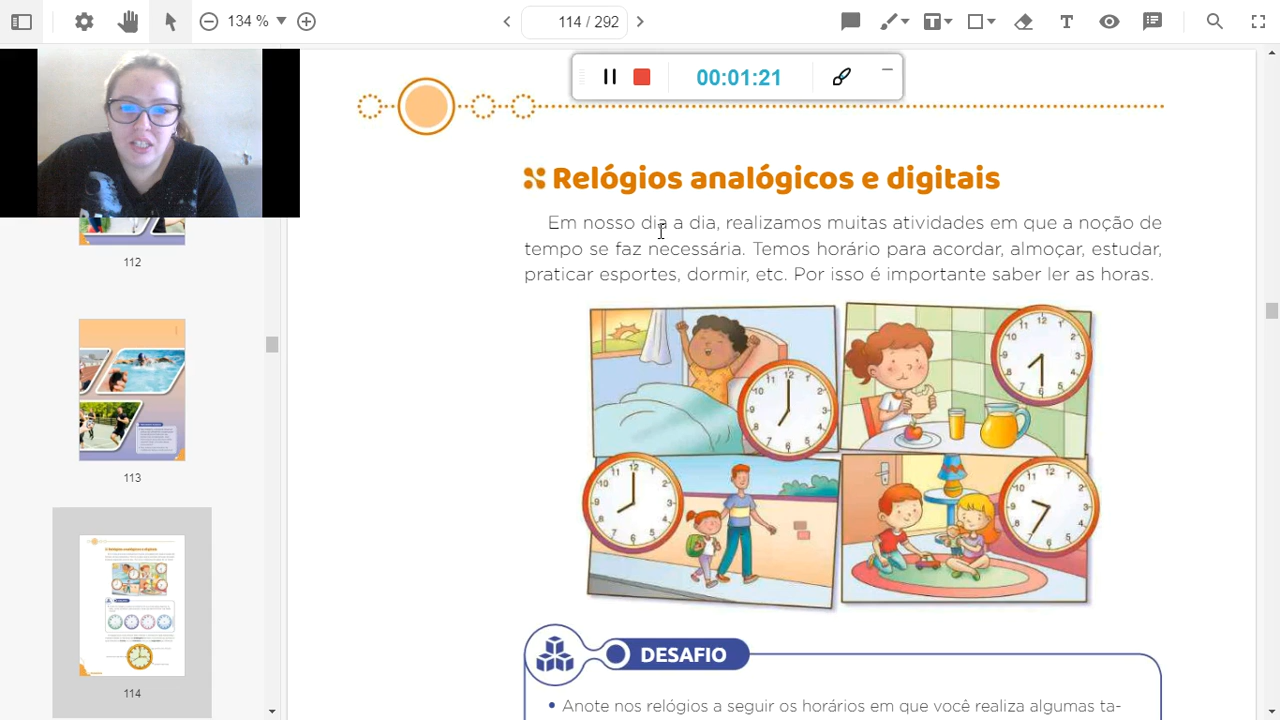 134 %
114 / 292
00:01:21
112
113
114
Relógios analógicos e digitais
Em nosso dia a dia, realizamos muitas atividades em que a noção de
tempo se faz necessária. Temos horário para acordar, almoçar, estudar,
praticar esportes, dormir, etc. Por isso é importante saber ler as horas.
DESAFIO
• Anote nos relógios a seguir os horários em que você realiza algumas ta-